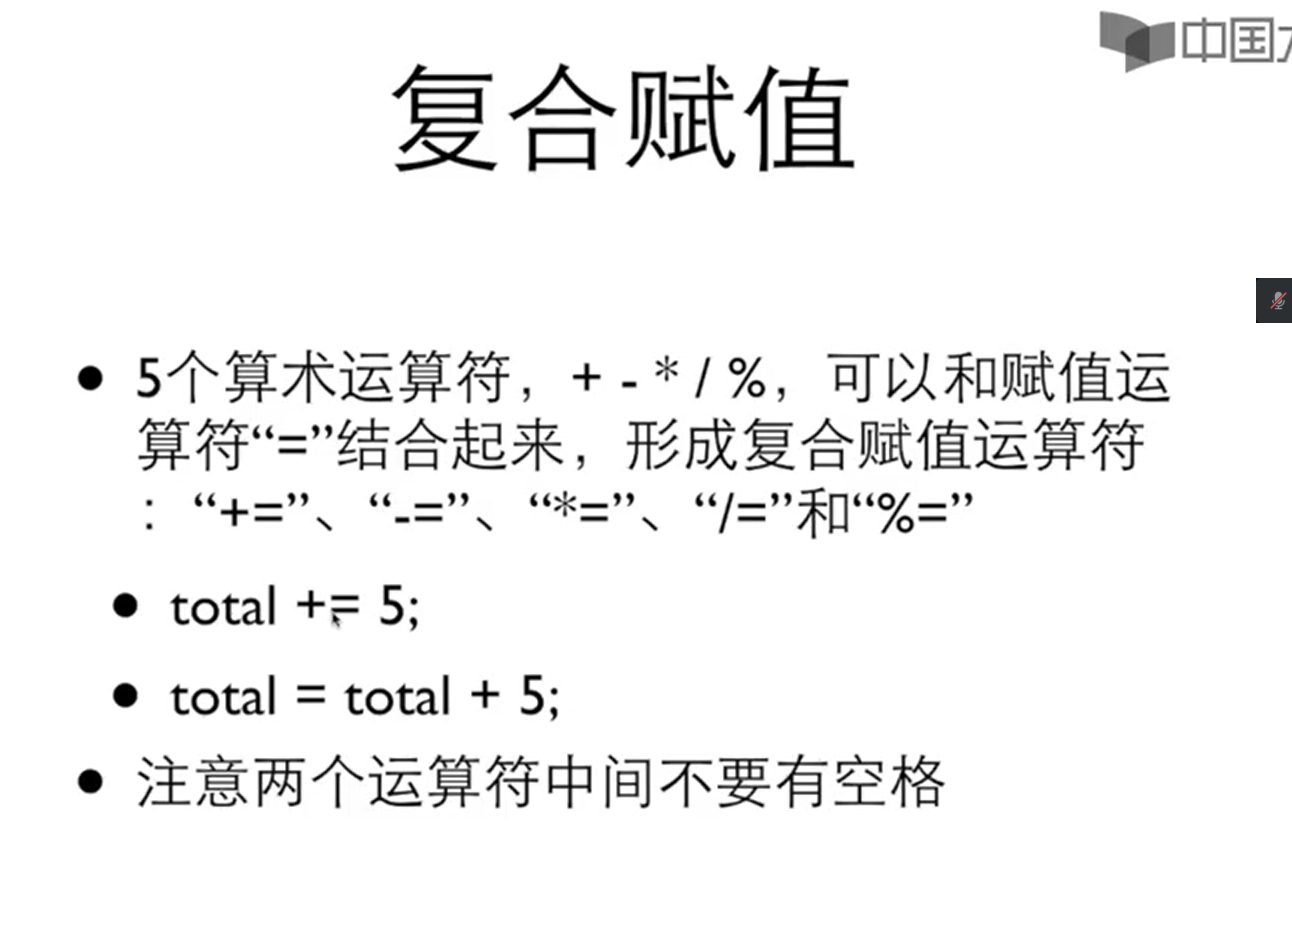 中国
复合赋值
5个算术运算符，+ - * / %，可以和赋值运
算符“=”结合起来，形成复合赋值运算符
：“+=”、“-=”、“*=”、“/=”和“%=”
total += 5;
total = total + 5;
注意两个运算符中间不要有空格